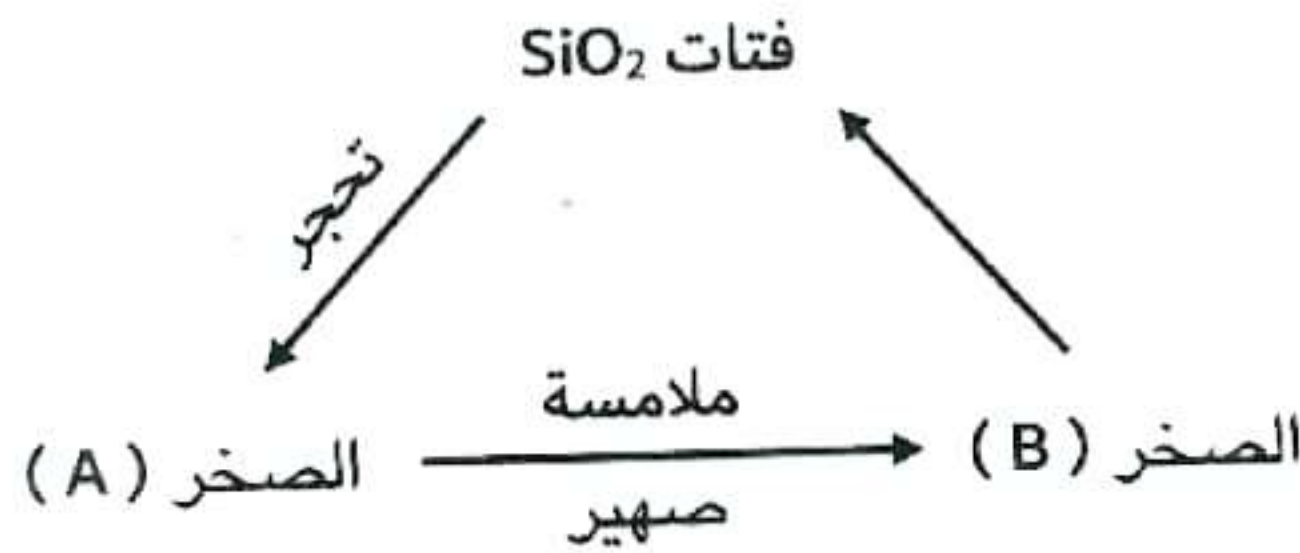 فتات SiO₂
تحجر
ملامسة
الصخر ( B )
الصخر ( A )
صهير